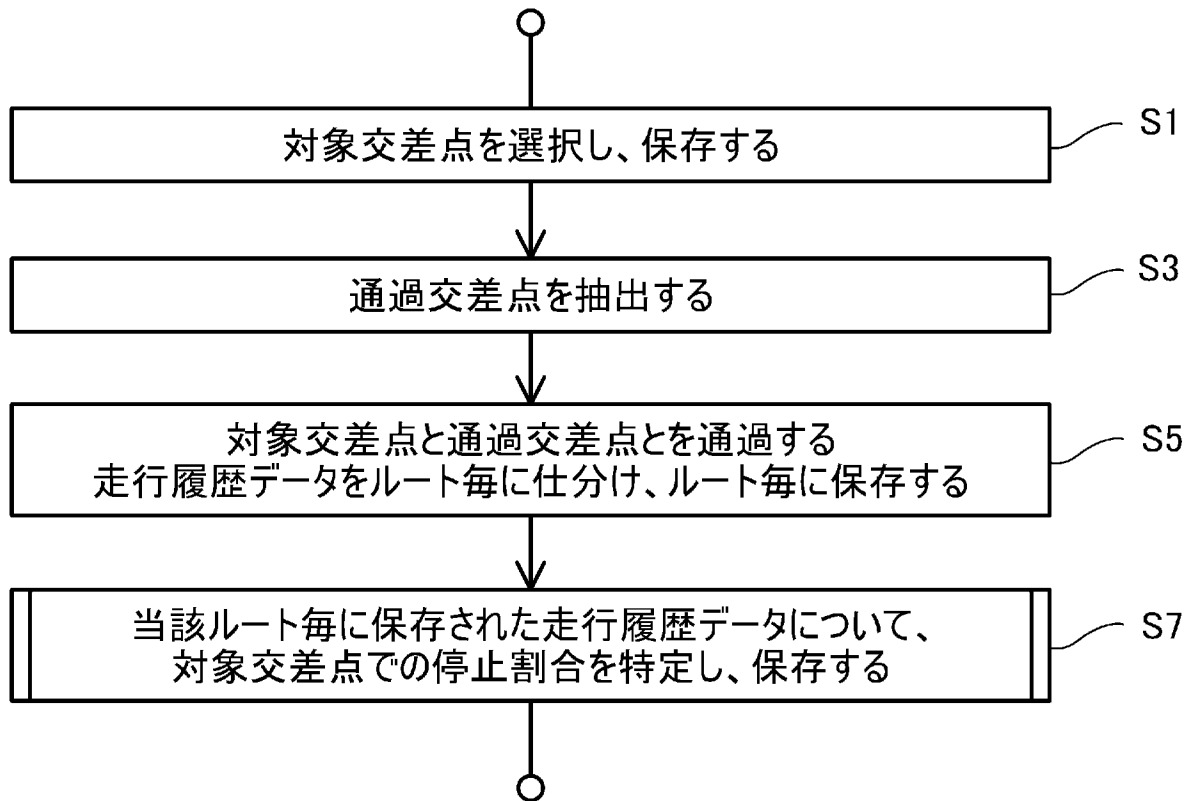 対象交差点を選択し、保存する
S1
通過交差点を抽出する
S3
対象交差点と通過交差点とを通過する
走行履歴データをルート毎に仕分け、ルート毎に保存する
S5
当該ルート毎に保存された走行履歴データについて、
対象交差点での停止割合を特定し、保存する
S7